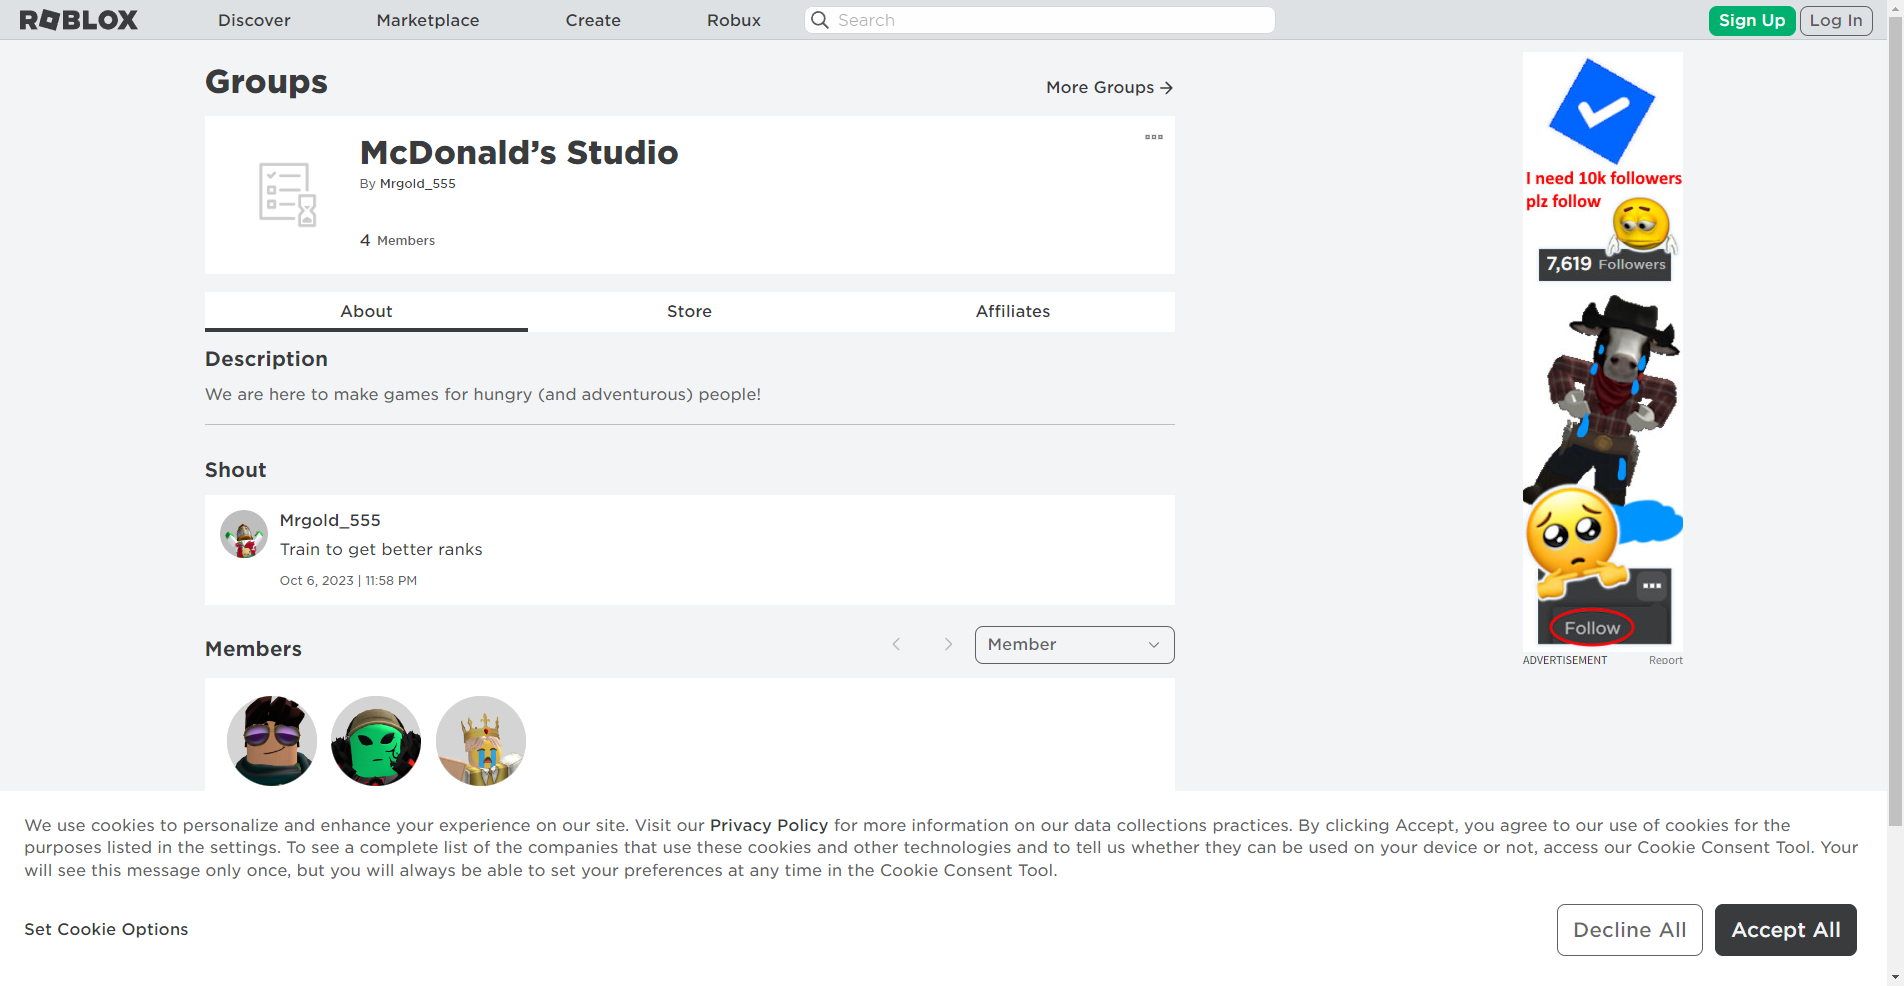 ROBLOX
Discover
Marketplace
Create
Robux
Search
Sign Up
Log In
Groups
More Groups
McDonald's Studio
By Mrgold_555
4 Members
About
Store
Affiliates
Description
We are here to make games for hungry (and adventurous) people!
Shout
Mrgold_555
Train to get better ranks
Oct 6, 2023 | 11:58 PM
Members
Member
I need 10k followers
plz follow
7,619 Followers
Follow
ADVERTISEMENT
Report
We use cookies to personalize and enhance your experience on our site. Visit our Privacy Policy for more information on our data collections practices. By clicking Accept, you agree to our use of cookies for the
purposes listed in the settings. To see a complete list of the companies that use these cookies and other technologies and to tell us whether they can be used on your device or not, access our Cookie Consent Tool. Your
will see this message only once, but you will always be able to set your preferences at any time in the Cookie Consent Tool.
Set Cookie Options
Decline All
Accept All